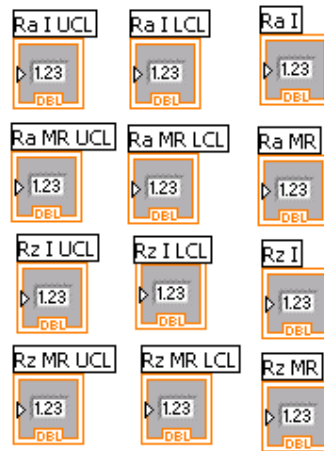 Ra I UCL Ra I LCL Ra I
1.23 1.23 1.23
DBL DBL DBL
Ra MR UCL Ra MR LCL Ra MR
1.23 1.23 1.23
DBL DBL DBL
Rz I UCL Rz I LCL Rz I
1.23 1.23 1.23
DBL DBL DBL
Rz MR UCL Rz MR LCL Rz MR
1.23 1.23 1.23
DBL DBL DBL